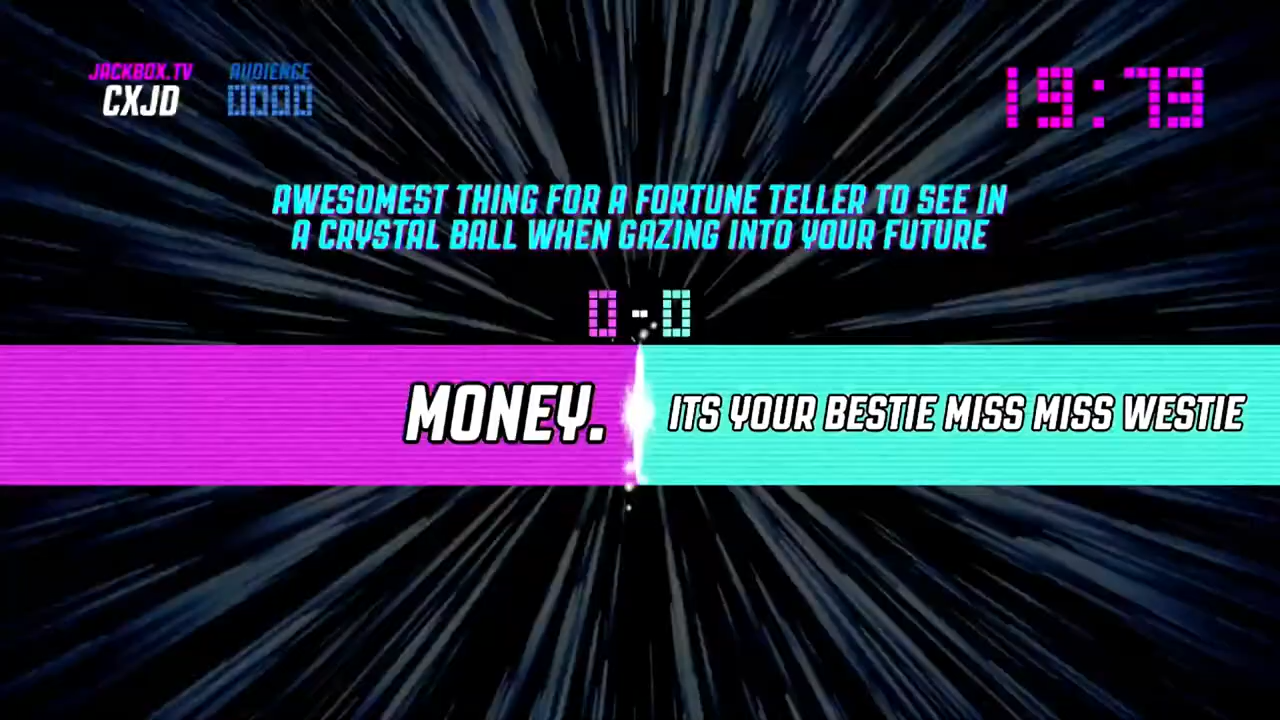 JACKBOX.TV
CXJD
AUDIENCE
0000
19:73
AWESOMEST THING FOR A FORTUNE TELLER TO SEE IN
A CRYSTAL BALL WHEN GAZING INTO YOUR FUTURE
0-0
MONEY.
ITS YOUR BESTIE MISS MISS WESTIE